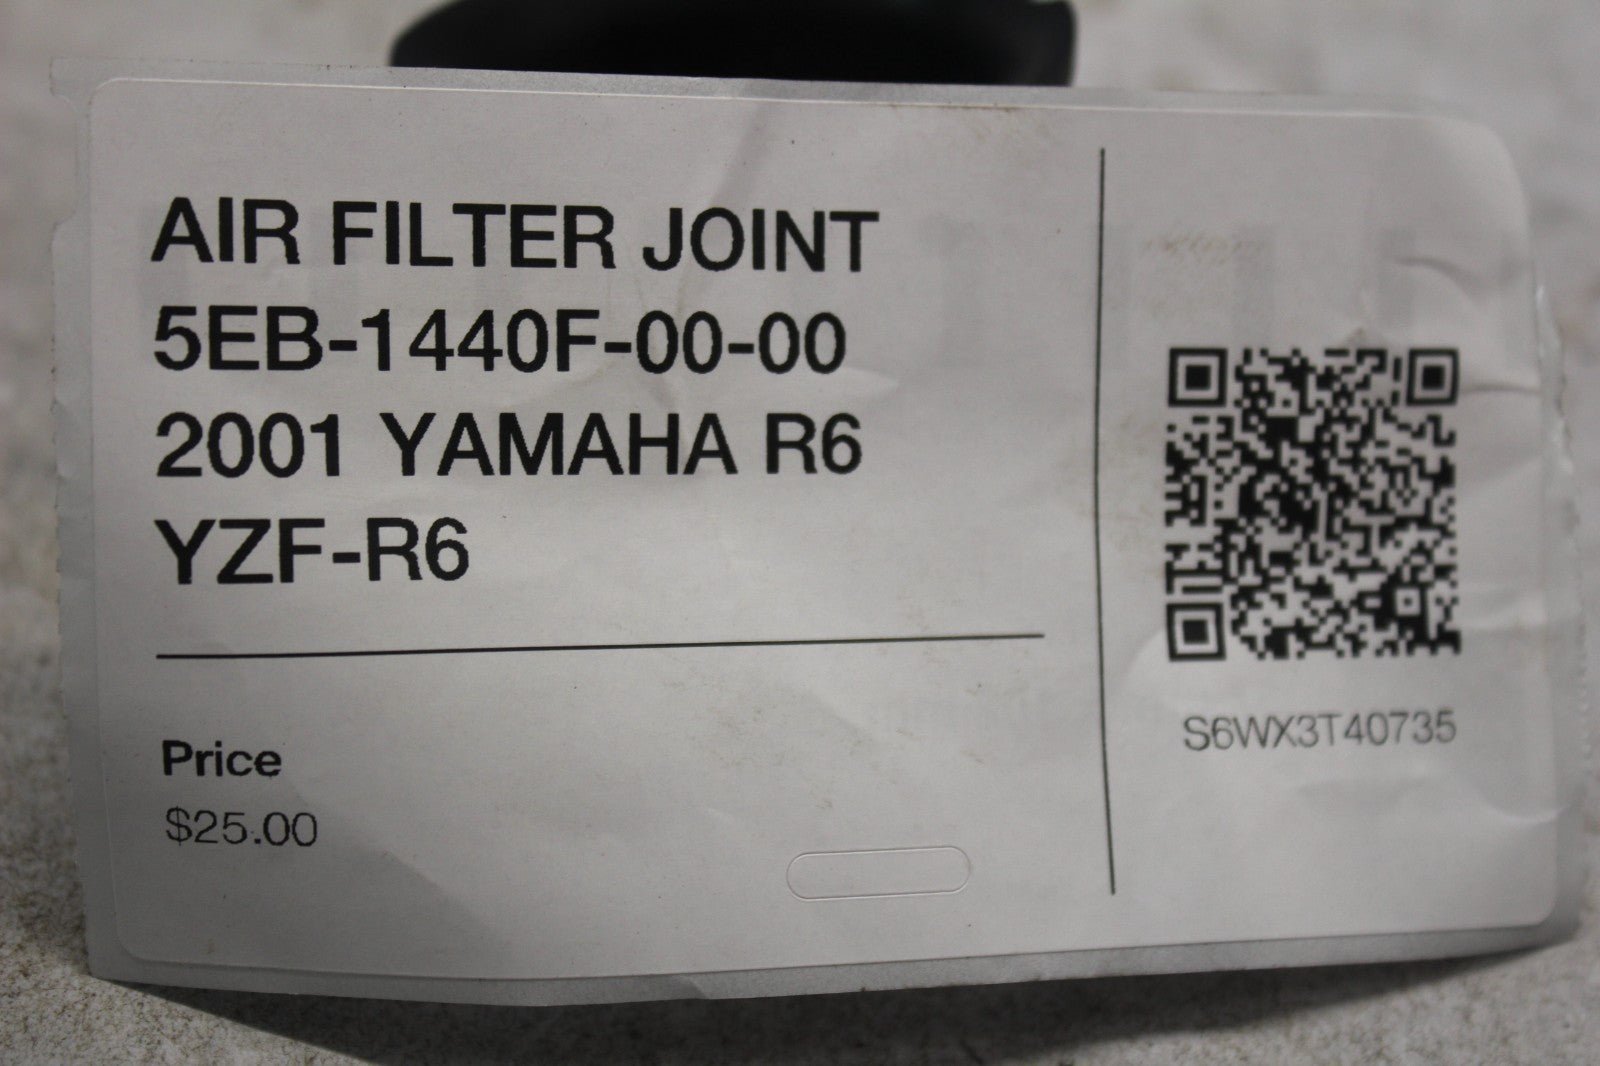 AIR FILTER JOINT
5EB-1440F-00-00
2001 YAMAHA R6
YZF-R6
Price
$25.00
S6WX3T40735